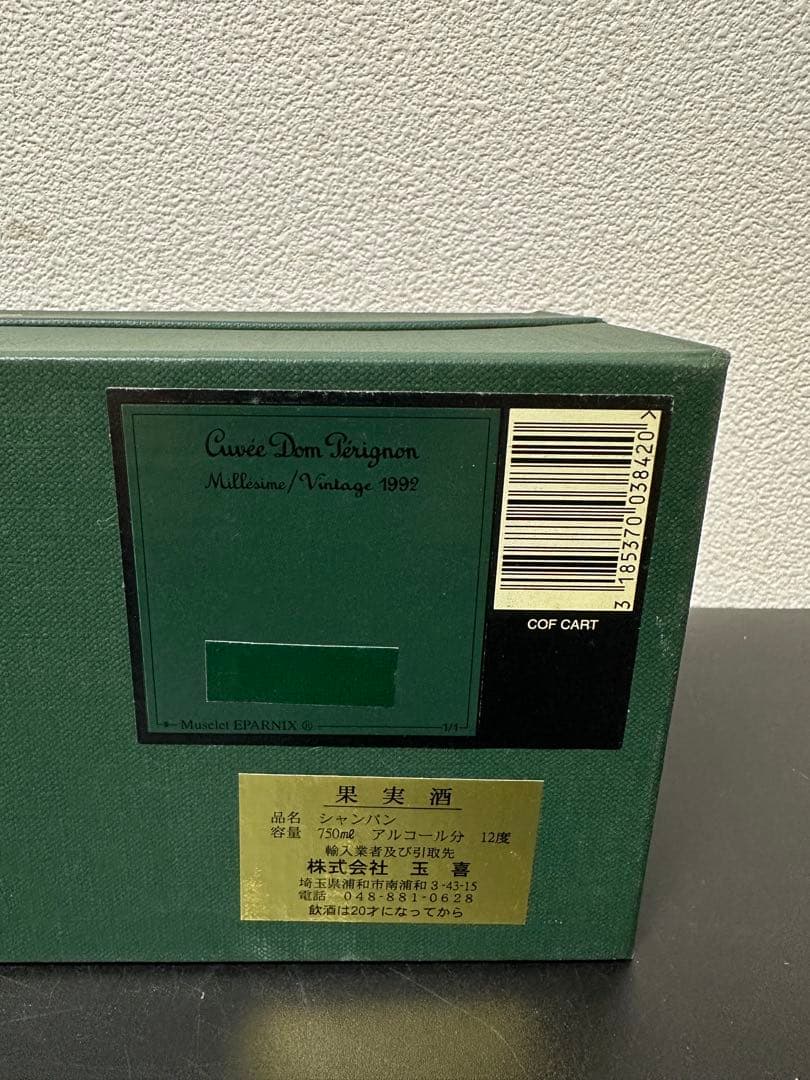 Cuvée Dom Pérignon
Millésime/Vintage 1992
Muselet EPARNIX ®
1/1
3 185370 038420 >
COF CART
果実酒
品名 シャンパン
容量 750㎖ アルコール分 12度
輸入業者及び引取先
株式会社 玉喜
埼玉県浦和市南浦和3-43-15
電話 048-881-0628
飲酒は20才になってから